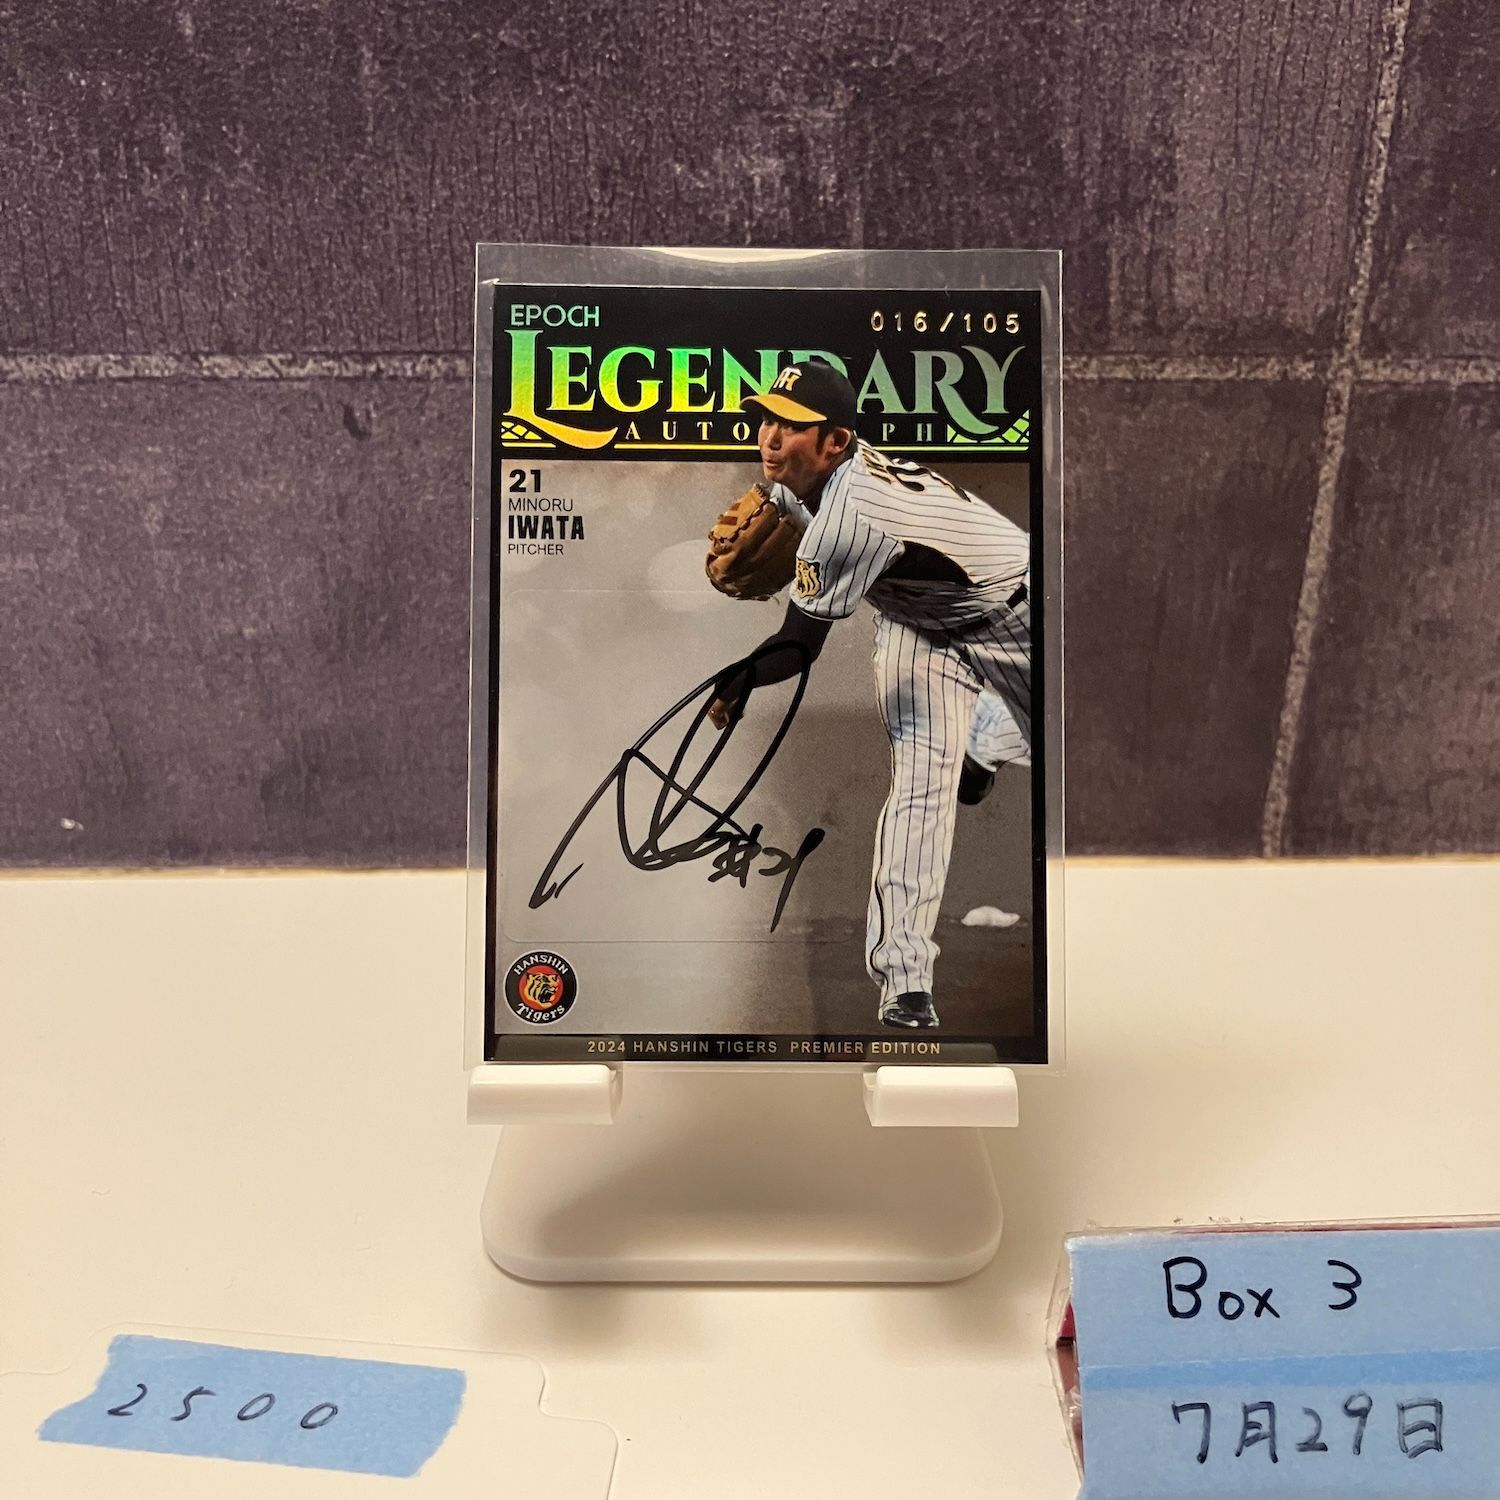 EPOCH
016/105
LEGENDARY
AUTO PH
21
MINORU
IWATA
PITCHER
#21
HANSHIN
Tigers
2024 HANSHIN TIGERS PREMIER EDITION
Box 3
7月29日
2500